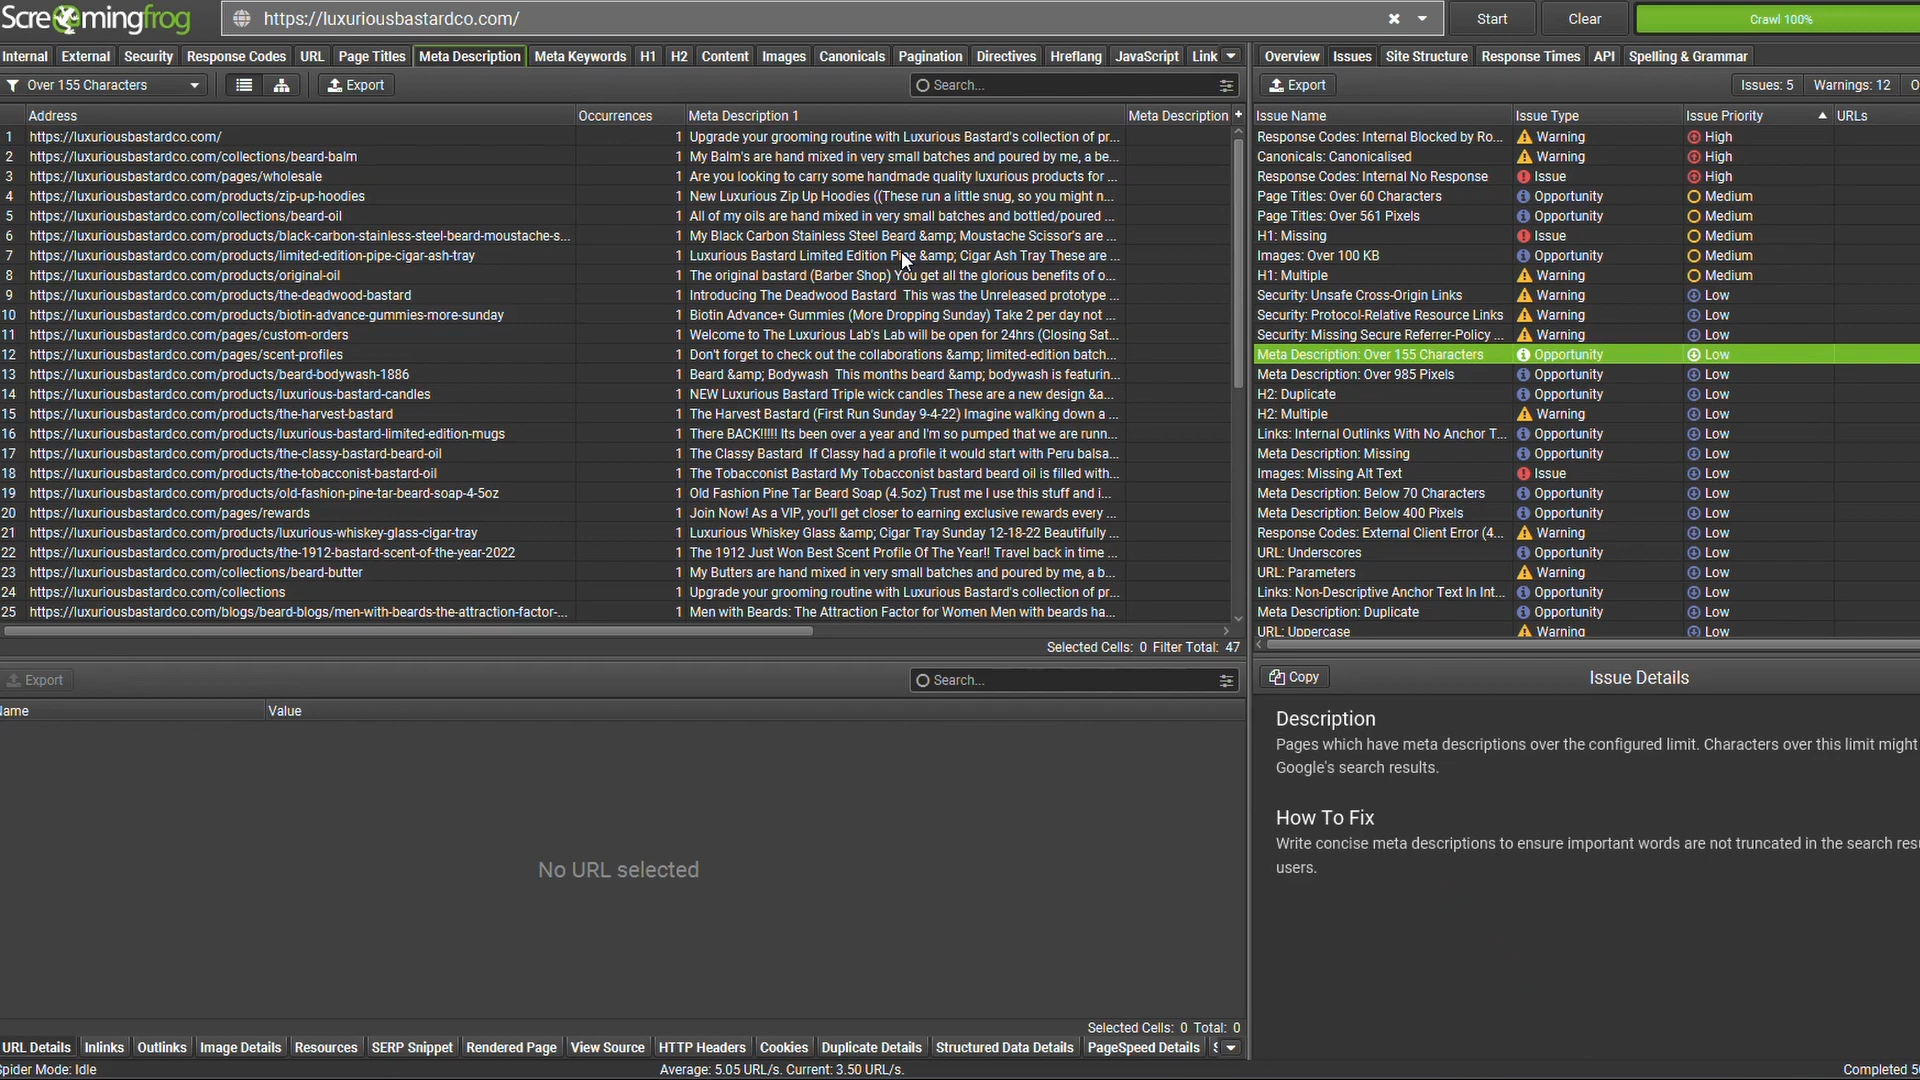 Screamingfrog
https://luxuriousbastardco.com/
Start
Clear
Crawl 100%
Internal External Security Response Codes URL Page Titles Meta Description Meta Keywords H1 H2 Content Images Canonicals Pagination Directives Hreflang JavaScript Link
Overview Issues Site Structure Response Times API Spelling & Grammar
Over 155 Characters Export Search...
Export Issues: 5 Warnings: 12 O
Address Occurrences Meta Description 1 Meta Description +
1 https://luxuriousbastardco.com/ 1 Upgrade your grooming routine with Luxurious Bastard's collection of pr...
2 https://luxuriousbastardco.com/collections/beard-balm 1 My Balm's are hand mixed in very small batches and poured by me, a be...
3 https://luxuriousbastardco.com/pages/wholesale 1 Are you looking to carry some handmade quality luxurious products for ...
4 https://luxuriousbastardco.com/products/zip-up-hoodies 1 New Luxurious Zip Up Hoodies ((These run a little snug, so you might n...
5 https://luxuriousbastardco.com/collections/beard-oil 1 All of my oils are hand mixed in very small batches and bottled/poured ...
6 https://luxuriousbastardco.com/products/black-carbon-stainless-steel-beard-moustache-s... 1 My Black Carbon Stainless Steel Beard &amp; Moustache Scissor's are ...
7 https://luxuriousbastardco.com/products/limited-edition-pipe-cigar-ash-tray 1 Luxurious Bastard Limited Edition Pipe &amp; Cigar Ash Tray These are ...
8 https://luxuriousbastardco.com/products/original-oil 1 The original bastard (Barber Shop) You get all the glorious benefits of o...
9 https://luxuriousbastardco.com/products/the-deadwood-bastard 1 Introducing The Deadwood Bastard This was the Unreleased prototype ...
10 https://luxuriousbastardco.com/products/biotin-advance-gummies-more-sunday 1 Biotin Advance+ Gummies (More Dropping Sunday) Take 2 per day not ...
11 https://luxuriousbastardco.com/pages/custom-orders 1 Welcome to The Luxurious Lab's Lab will be open for 24hrs (Closing Sat...
12 https://luxuriousbastardco.com/pages/scent-profiles 1 Don't forget to check out the collaborations &amp; limited-edition batch...
13 https://luxuriousbastardco.com/products/beard-bodywash-1886 1 Beard &amp; Bodywash This months beard &amp; bodywash is featurin...
14 https://luxuriousbastardco.com/products/luxurious-bastard-candles 1 NEW Luxurious Bastard Triple wick candles These are a new design &a...
15 https://luxuriousbastardco.com/products/the-harvest-bastard 1 The Harvest Bastard (First Run Sunday 9-4-22) Imagine walking down a ...
16 https://luxuriousbastardco.com/products/luxurious-bastard-limited-edition-mugs 1 There BACK!!!!! Its been over a year and I'm so pumped that we are runn...
17 https://luxuriousbastardco.com/products/the-classy-bastard-beard-oil 1 The Classy Bastard If Classy had a profile it would start with Peru balsa...
18 https://luxuriousbastardco.com/products/the-tobacconist-bastard-oil 1 The Tobacconist Bastard My Tobacconist bastard beard oil is filled with...
19 https://luxuriousbastardco.com/products/old-fashion-pine-tar-beard-soap-4-5oz 1 Old Fashion Pine Tar Beard Soap (4.5oz) Trust me I use this stuff and i...
20 https://luxuriousbastardco.com/pages/rewards 1 Join Now! As a VIP, you'll get closer to earning exclusive rewards every ...
21 https://luxuriousbastardco.com/products/luxurious-whiskey-glass-cigar-tray 1 Luxurious Whiskey Glass &amp; Cigar Tray Sunday 12-18-22 Beautifully ...
22 https://luxuriousbastardco.com/products/the-1912-bastard-scent-of-the-year-2022 1 The 1912 Just Won Best Scent Profile Of The Year!! Travel back in time ...
23 https://luxuriousbastardco.com/collections/beard-butter 1 My Butters are hand mixed in very small batches and poured by me, a b...
24 https://luxuriousbastardco.com/collections 1 Upgrade your grooming routine with Luxurious Bastard's collection of pr...
25 https://luxuriousbastardco.com/blogs/beard-blogs/men-with-beards-the-attraction-factor-... 1 Men with Beards: The Attraction Factor for Women Men with beards ha...
Selected Cells: 0 Filter Total: 47
Issue Name Issue Type Issue Priority URLs
Response Codes: Internal Blocked by Ro... Warning High
Canonicals: Canonicalised Warning High
Response Codes: Internal No Response Issue High
Page Titles: Over 60 Characters Opportunity Medium
Page Titles: Over 561 Pixels Opportunity Medium
H1: Missing Issue Medium
Images: Over 100 KB Opportunity Medium
H1: Multiple Warning Medium
Security: Unsafe Cross-Origin Links Warning Low
Security: Protocol-Relative Resource Links Warning Low
Security: Missing Secure Referrer-Policy ... Warning Low
Meta Description: Over 155 Characters Opportunity Low
Meta Description: Over 985 Pixels Opportunity Low
H2: Duplicate Opportunity Low
H2: Multiple Warning Low
Links: Internal Outlinks With No Anchor T... Opportunity Low
Meta Description: Missing Opportunity Low
Images: Missing Alt Text Issue Low
Meta Description: Below 70 Characters Opportunity Low
Meta Description: Below 400 Pixels Opportunity Low
Response Codes: External Client Error (4... Warning Low
URL: Underscores Opportunity Low
URL: Parameters Warning Low
Links: Non-Descriptive Anchor Text In Int... Opportunity Low
Meta Description: Duplicate Opportunity Low
URL: Uppercase Warning Low
Export Search...
Name Value
No URL selected
Selected Cells: 0 Total: 0
Copy Issue Details
Description
Pages which have meta descriptions over the configured limit. Characters over this limit might
Google's search results.
How To Fix
Write concise meta descriptions to ensure important words are not truncated in the search resu
users.
URL Details Inlinks Outlinks Image Details Resources SERP Snippet Rendered Page View Source HTTP Headers Cookies Duplicate Details Structured Data Details PageSpeed Details
Spider Mode: Idle
Average: 5.05 URL/s. Current: 3.50 URL/s.
Completed 50